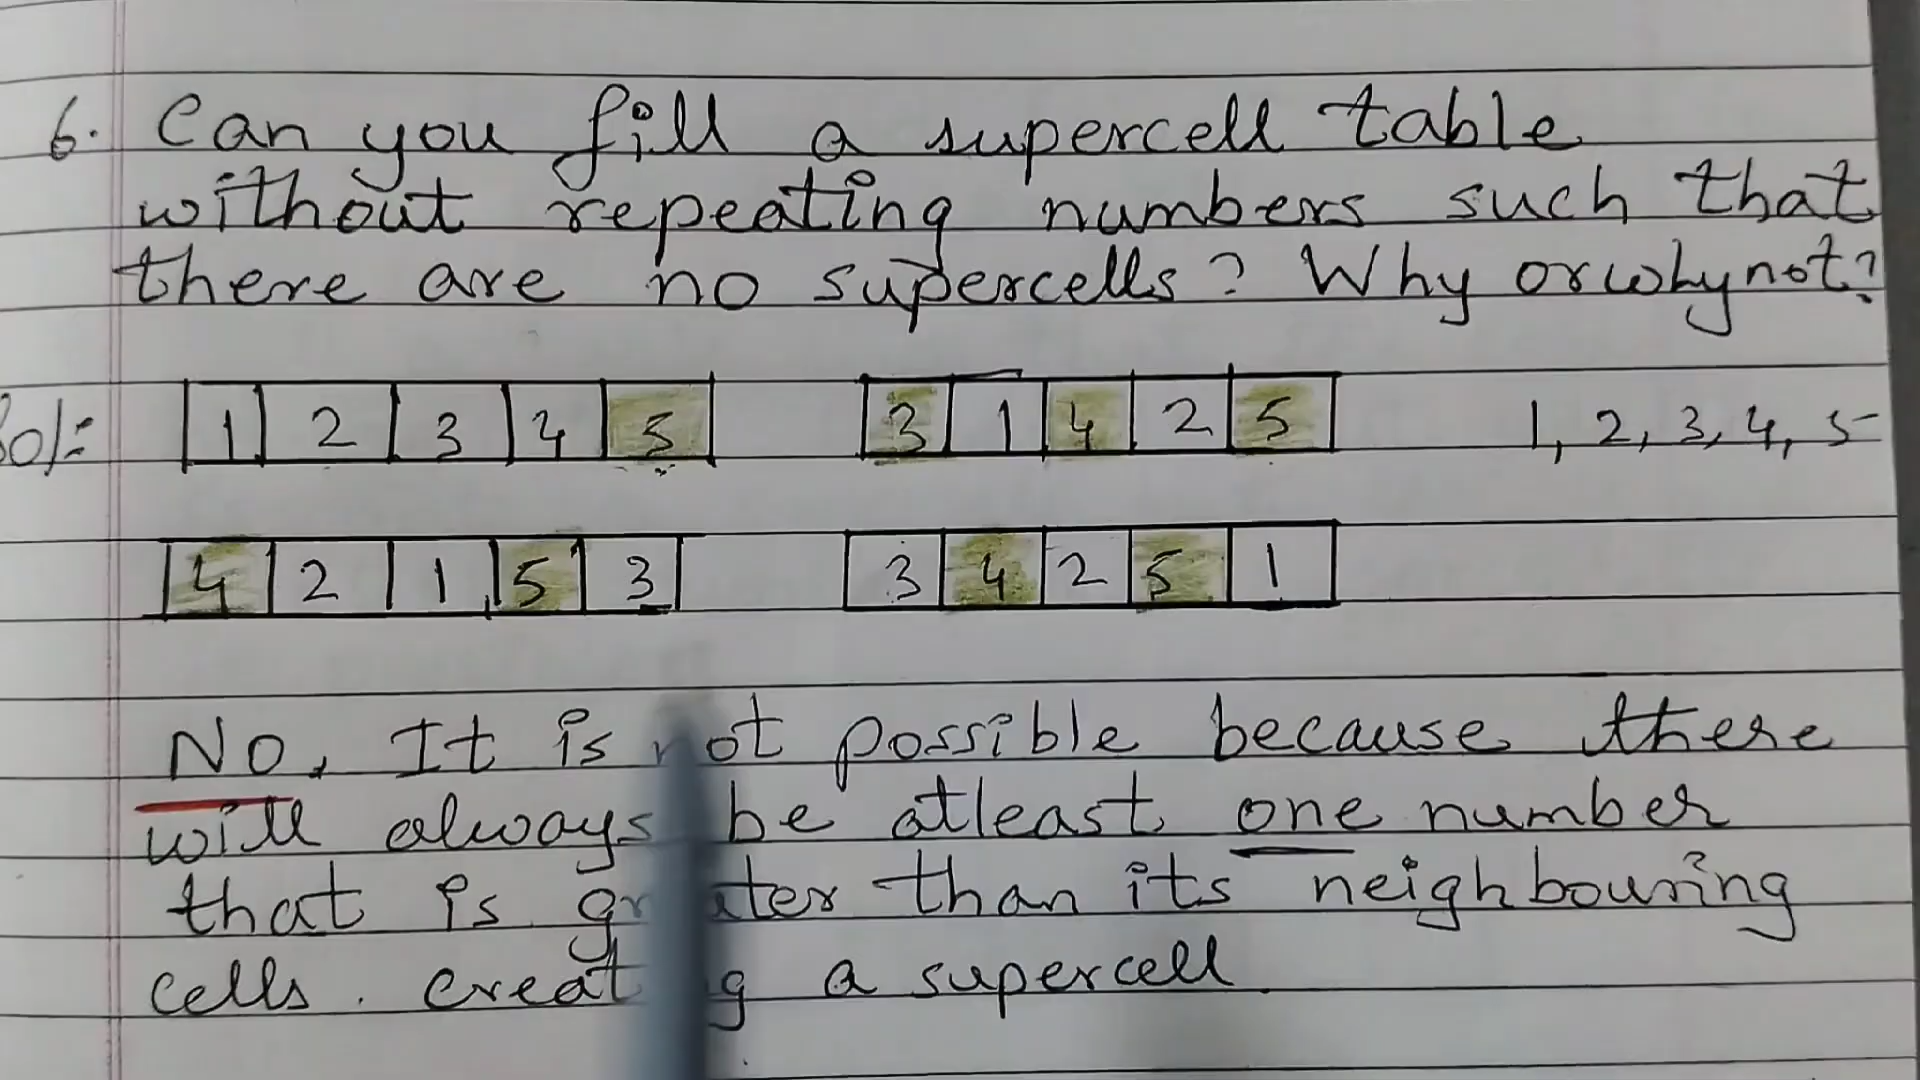 6. Can you fill a supercell table
without repeating numbers such that
there are no supercells? Why or why not?
Sol: 1 2 3 4 5 3 1 4 2 5 1, 2, 3, 4, 5
4 2 1 5 3 3 4 2 5 1
No, It is not possible because there
will always be atleast one number
that is greater than its neighbouring
cells. creating a supercell.